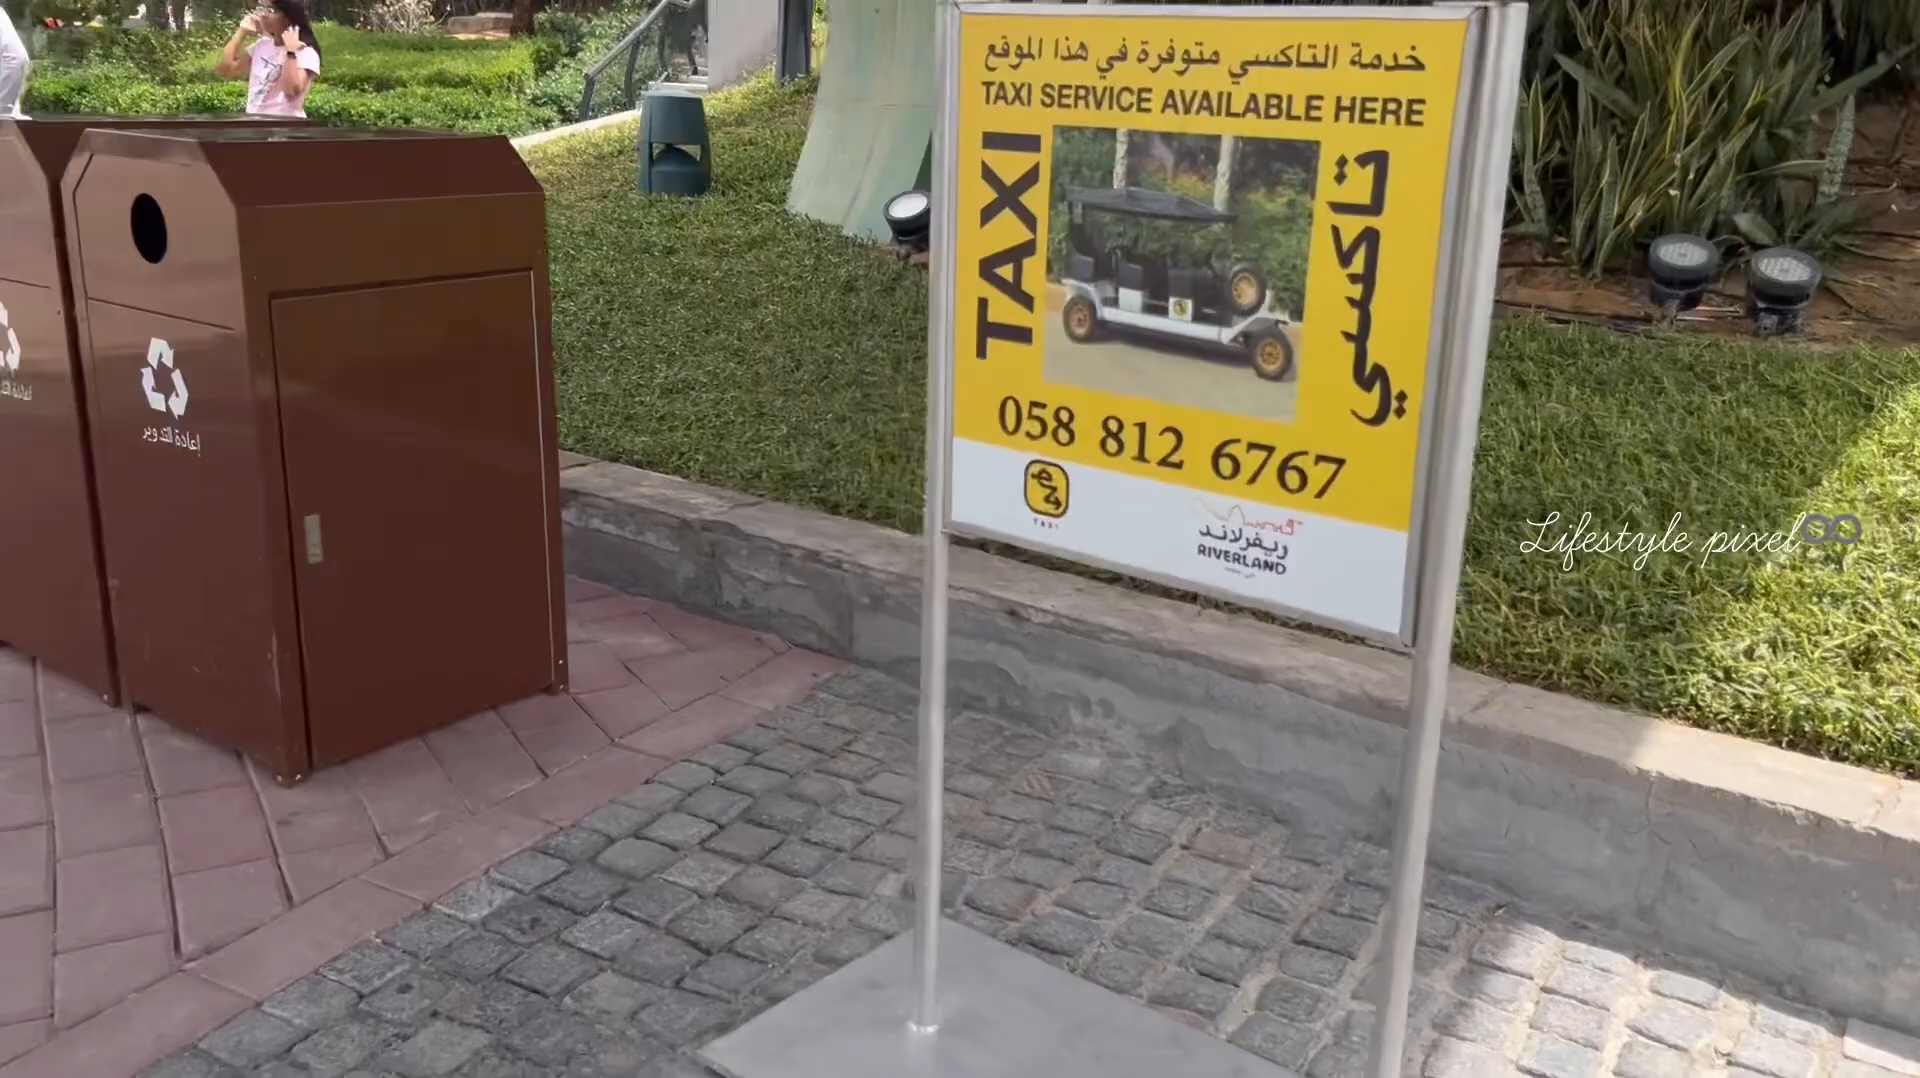 خدمة التاكسي متوفرة في هذا الموقع
TAXI SERVICE AVAILABLE HERE
TAXI
تاكسي
058 812 6767
TAXI
ريفرلاند
RIVERLAND
إعادة التدوير
Lifestyle pixel